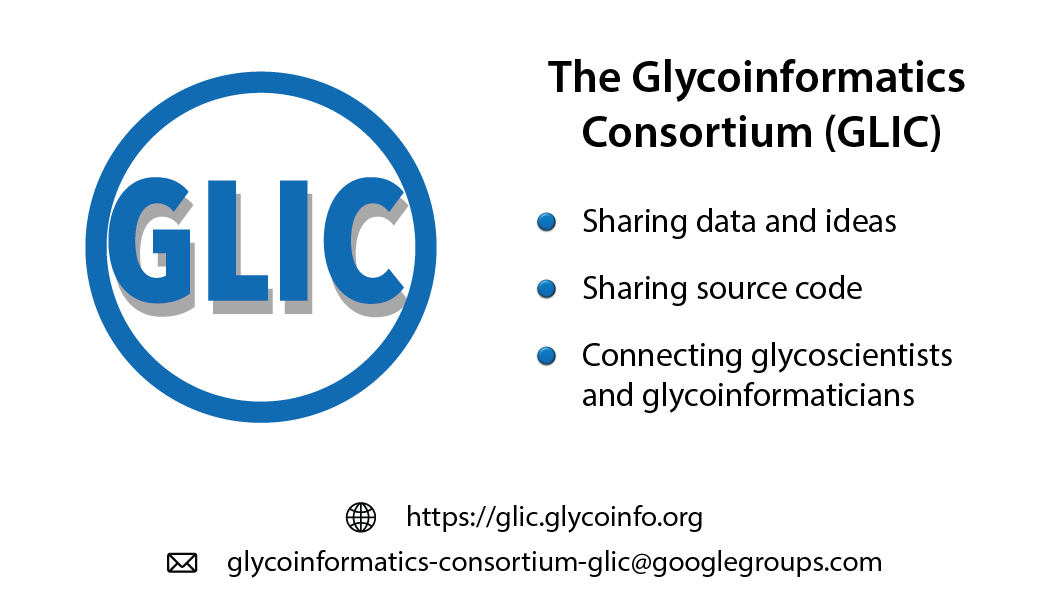 GLIC
The Glycoinformatics
Consortium (GLIC)
Sharing data and ideas
Sharing source code
Connecting glycoscientists
and glycoinformaticians
https://glic.glycoinfo.org
glycoinformatics-consortium-glic@googlegroups.com